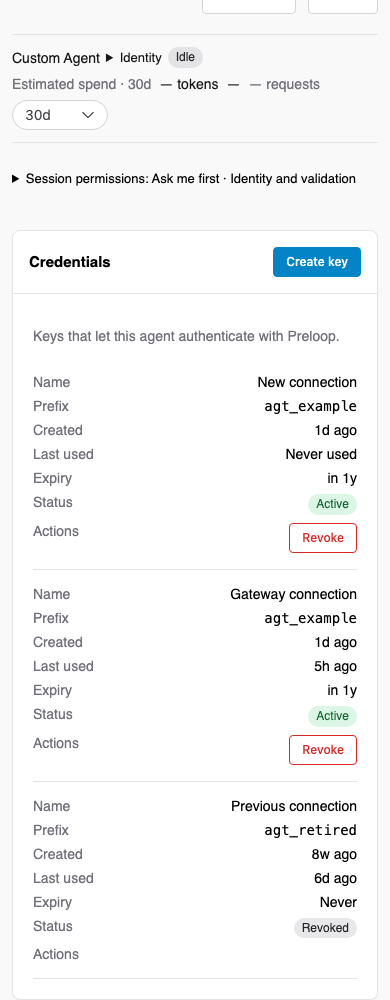 Custom Agent ▶ Identity Idle
Estimated spend · 30d — tokens — — requests
30d
▶ Session permissions: Ask me first · Identity and validation
Credentials
Create key
Keys that let this agent authenticate with Preloop.
Name New connection
Prefix agt_example
Created 1d ago
Last used Never used
Expiry in 1y
Status Active
Actions Revoke
Name Gateway connection
Prefix agt_example
Created 1d ago
Last used 5h ago
Expiry in 1y
Status Active
Actions Revoke
Name Previous connection
Prefix agt_retired
Created 8w ago
Last used 6d ago
Expiry Never
Status Revoked
Actions